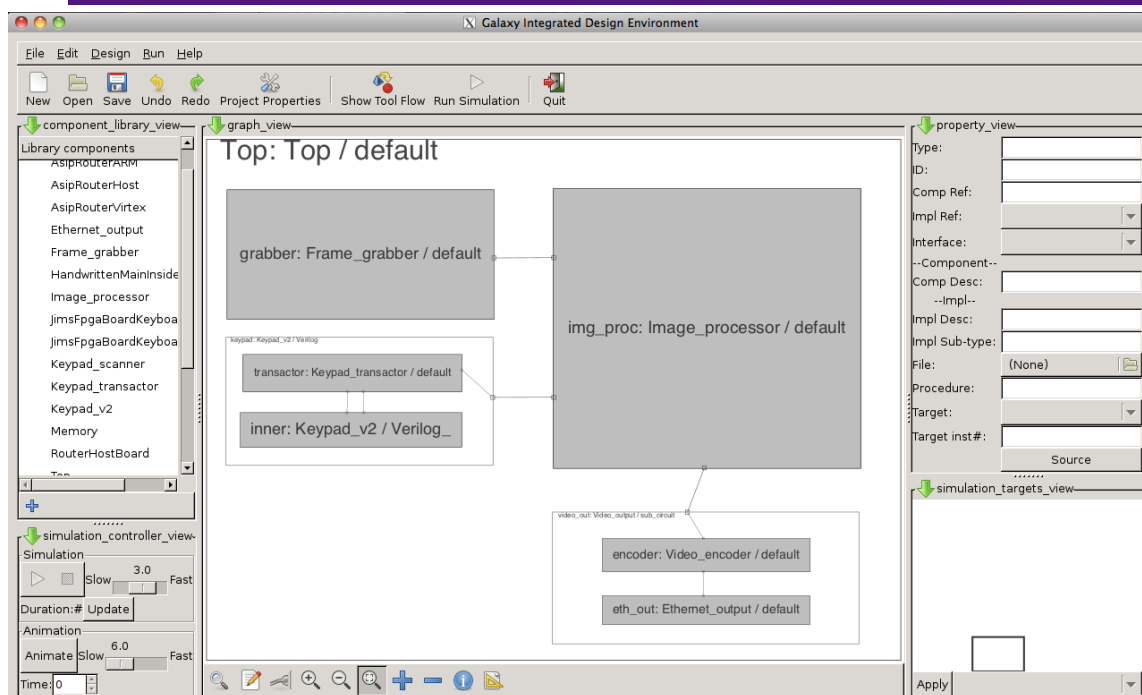 Galaxy Integrated Design Environment
File Edit Design Run Help
New Open Save Undo Redo Project Properties Show Tool Flow Run Simulation Quit
component_library_view
Library components
AsipRouterARM
AsipRouterHost
AsipRouterVirtex
Ethernet_output
Frame_grabber
HandwrittenMainInside
Image_processor
JimsFpgaBoardKeyboa
JimsFpgaBoardKeyboa
Keypad_scanner
Keypad_transactor
Keypad_v2
Memory
RouterHostBoard
Top
simulation_controller_view
Simulation
Slow 3.0 Fast
Duration:# Update
Animation
Animate Slow 6.0 Fast
Time: 0
graph_view
Top: Top / default
grabber: Frame_grabber / default
img_proc: Image_processor / default
keypad: Keypad_v2 / Verilog
transactor: Keypad_transactor / default
inner: Keypad_v2 / Verilog_
video_out: Video_output / sub_circuit
encoder: Video_encoder / default
eth_out: Ethernet_output / default
property_view
Type:
ID:
Comp Ref:
Impl Ref:
Interface:
--Component--
Comp Desc:
--Impl--
Impl Desc:
Impl Sub-type:
File: (None)
Procedure:
Target:
Target inst#:
Source
simulation_targets_view
Apply